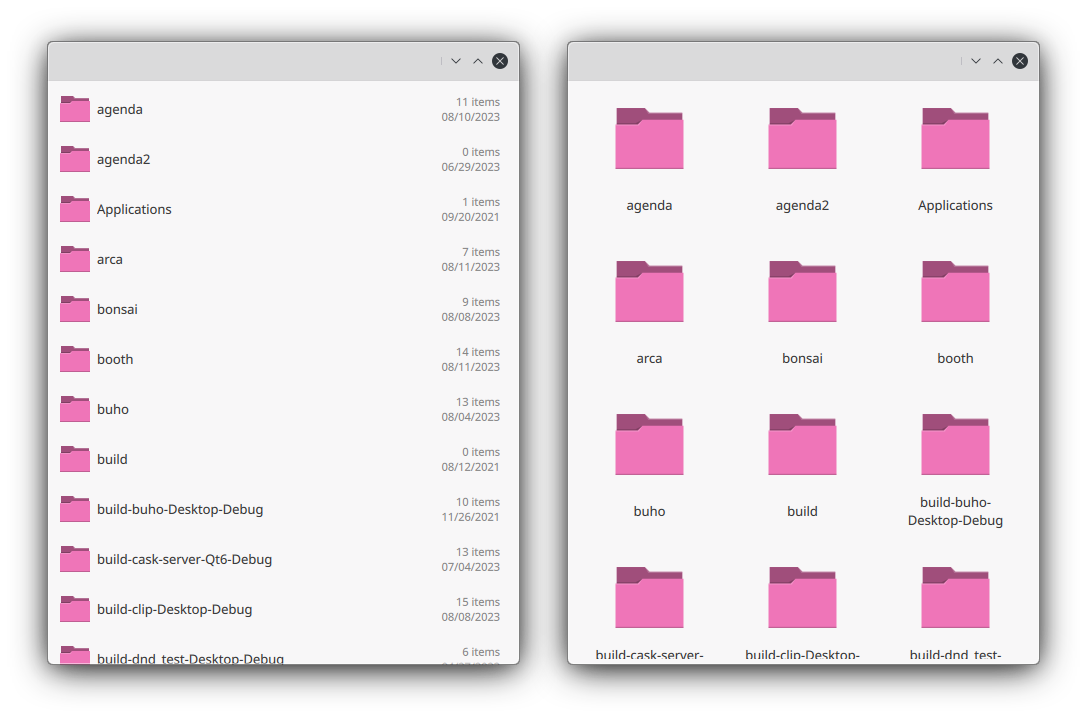 agenda
11 items
08/10/2023
agenda2
0 items
06/29/2023
Applications
1 items
09/20/2021
arca
7 items
08/11/2023
bonsai
9 items
08/08/2023
booth
14 items
08/11/2023
buho
13 items
08/04/2023
build
0 items
08/12/2021
build-buho-Desktop-Debug
10 items
11/26/2021
build-cask-server-Qt6-Debug
13 items
07/04/2023
build-clip-Desktop-Debug
15 items
08/08/2023
build-dnd_test-Desktop-Debug
6 items
agenda
agenda2
Applications
arca
bonsai
booth
buho
build
build-buho-
Desktop-Debug
build-cask-server-
build-clip-Desktop-
build-dnd_test-